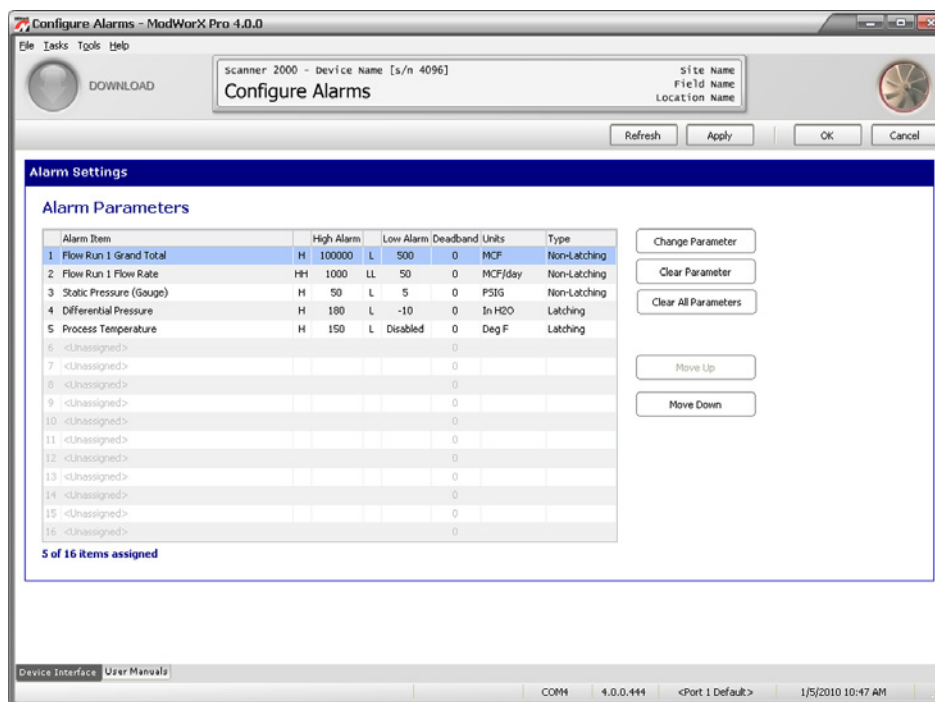 Configure Alarms - ModWorX Pro 4.0.0
File Tasks Tools Help
DOWNLOAD
Scanner 2000 - Device Name [s/n 4096]
Configure Alarms
Site Name
Field Name
Location Name
Refresh Apply OK Cancel
Alarm Settings
Alarm Parameters
Alarm Item High Alarm Low Alarm Deadband Units Type
1 Flow Run 1 Grand Total H 100000 L 500 0 MCF Non-Latching
2 Flow Run 1 Flow Rate HH 1000 LL 50 0 MCF/day Non-Latching
3 Static Pressure (Gauge) H 50 L 5 0 PSIG Non-Latching
4 Differential Pressure H 180 L -10 0 In H2O Latching
5 Process Temperature H 150 L Disabled 0 Deg F Latching
6 <Unassigned> 0
7 <Unassigned> 0
8 <Unassigned> 0
9 <Unassigned> 0
10 <Unassigned> 0
11 <Unassigned> 0
12 <Unassigned> 0
13 <Unassigned> 0
14 <Unassigned> 0
15 <Unassigned> 0
16 <Unassigned> 0
5 of 16 items assigned
Change Parameter
Clear Parameter
Clear All Parameters
Move Up
Move Down
Device Interface User Manuals
COM4 4.0.0.444 <Port 1 Default> 1/5/2010 10:47 AM